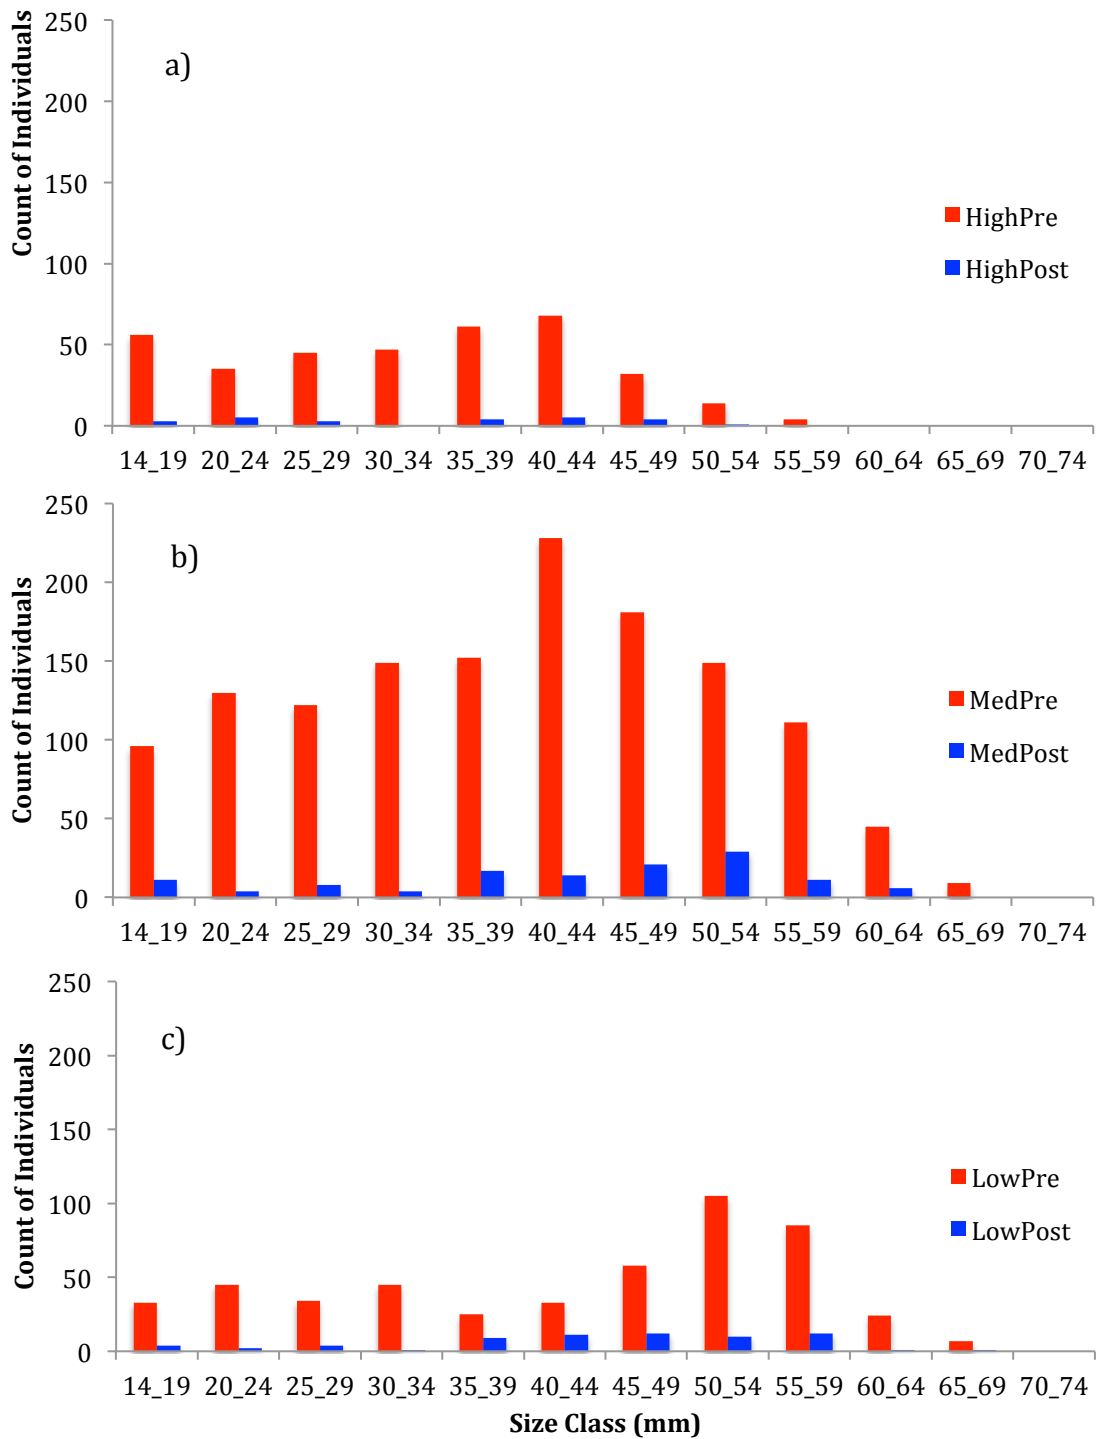 a)
Count of Individuals
250
200
150
100
50
0
HighPre
HighPost
14_19 20_24 25_29 30_34 35_39 40_44 45_49 50_54 55_59 60_64 65_69 70_74
b)
Count of Individuals
250
200
150
100
50
0
MedPre
MedPost
14_19 20_24 25_29 30_34 35_39 40_44 45_49 50_54 55_59 60_64 65_69 70_74
c)
Count of Individuals
250
200
150
100
50
0
LowPre
LowPost
14_19 20_24 25_29 30_34 35_39 40_44 45_49 50_54 55_59 60_64 65_69 70_74
Size Class (mm)